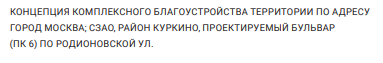 КОНЦЕПЦИЯ КОМПЛЕКСНОГО БЛАГОУСТРОЙСТВА ТЕРРИТОРИИ ПО АДРЕСУ
ГОРОД МОСКВА; СЗАО, РАЙОН КУРКИНО, ПРОЕКТИРУЕМЫЙ БУЛЬВАР
(ПК 6) ПО РОДИОНОВСКОЙ УЛ.